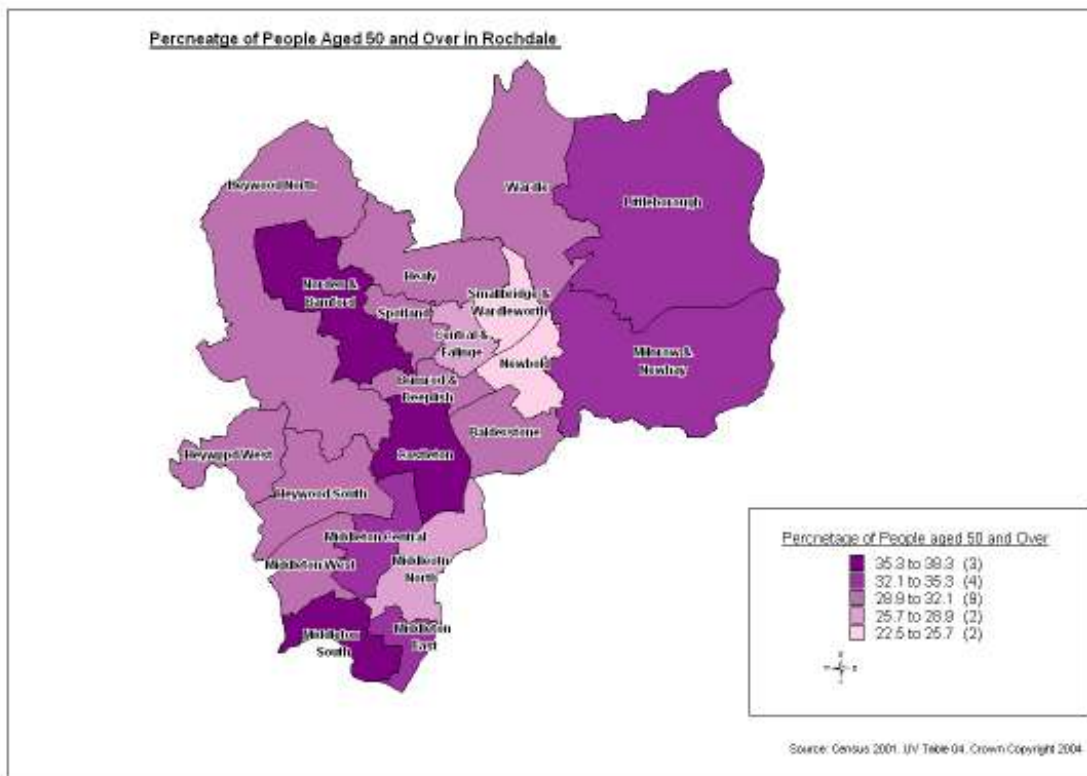 Percneatge of People Aged 50 and Over in Rochdale
Heywood North
Wardle
Littleborough
Norden &
Bamford
Healy
Smallbridge &
Wardleworth
Spotland
Central &
Falinge
Newbold
Milnrow &
Newhey
Deeplish
Balderstone
Castleton
Heywood West
Heywood South
Middleton Central
Middleton West
Middleton
North
Middleton
South
Middleton
East
Percnetage of People aged 50 and Over
35.3 to 38.3 (3)
32.1 to 35.3 (4)
28.9 to 32.1 (9)
25.7 to 28.9 (2)
22.5 to 25.7 (2)
Source: Census 2001. UV Table 04. Crown Copyright 2004